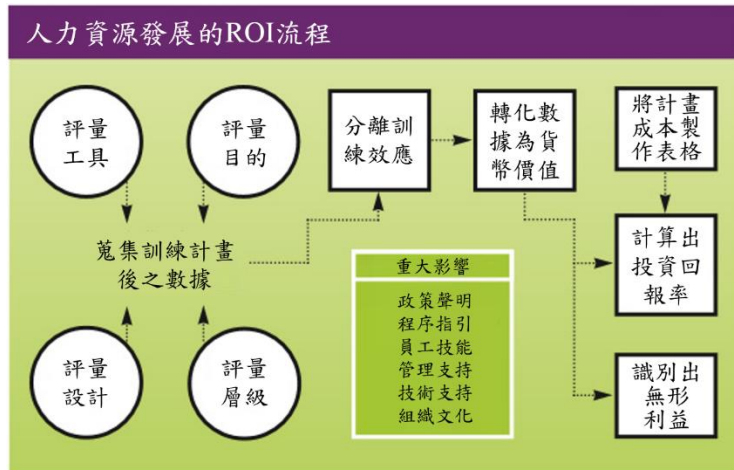 人力資源發展的ROI流程
評量
工具
評量
目的
分離訓
練效應
轉化數
據為貨
幣價值
將計畫
成本製
作表格
蒐集訓練計畫
後之數據
計算出
投資回
報率
重大影響
政策聲明
程序指引
員工技能
管理支持
技術支持
組織文化
評量
設計
評量
層級
識別出
無形
利益